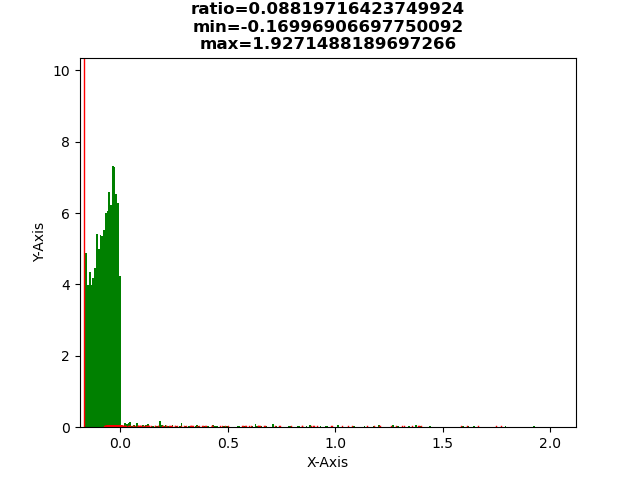 ratio=0.08819716423749924
min=-0.16996906697750092
max=1.9271488189697266
10
8
6
4
2
0
Y-Axis
0.0 0.5 1.0 1.5 2.0
X-Axis